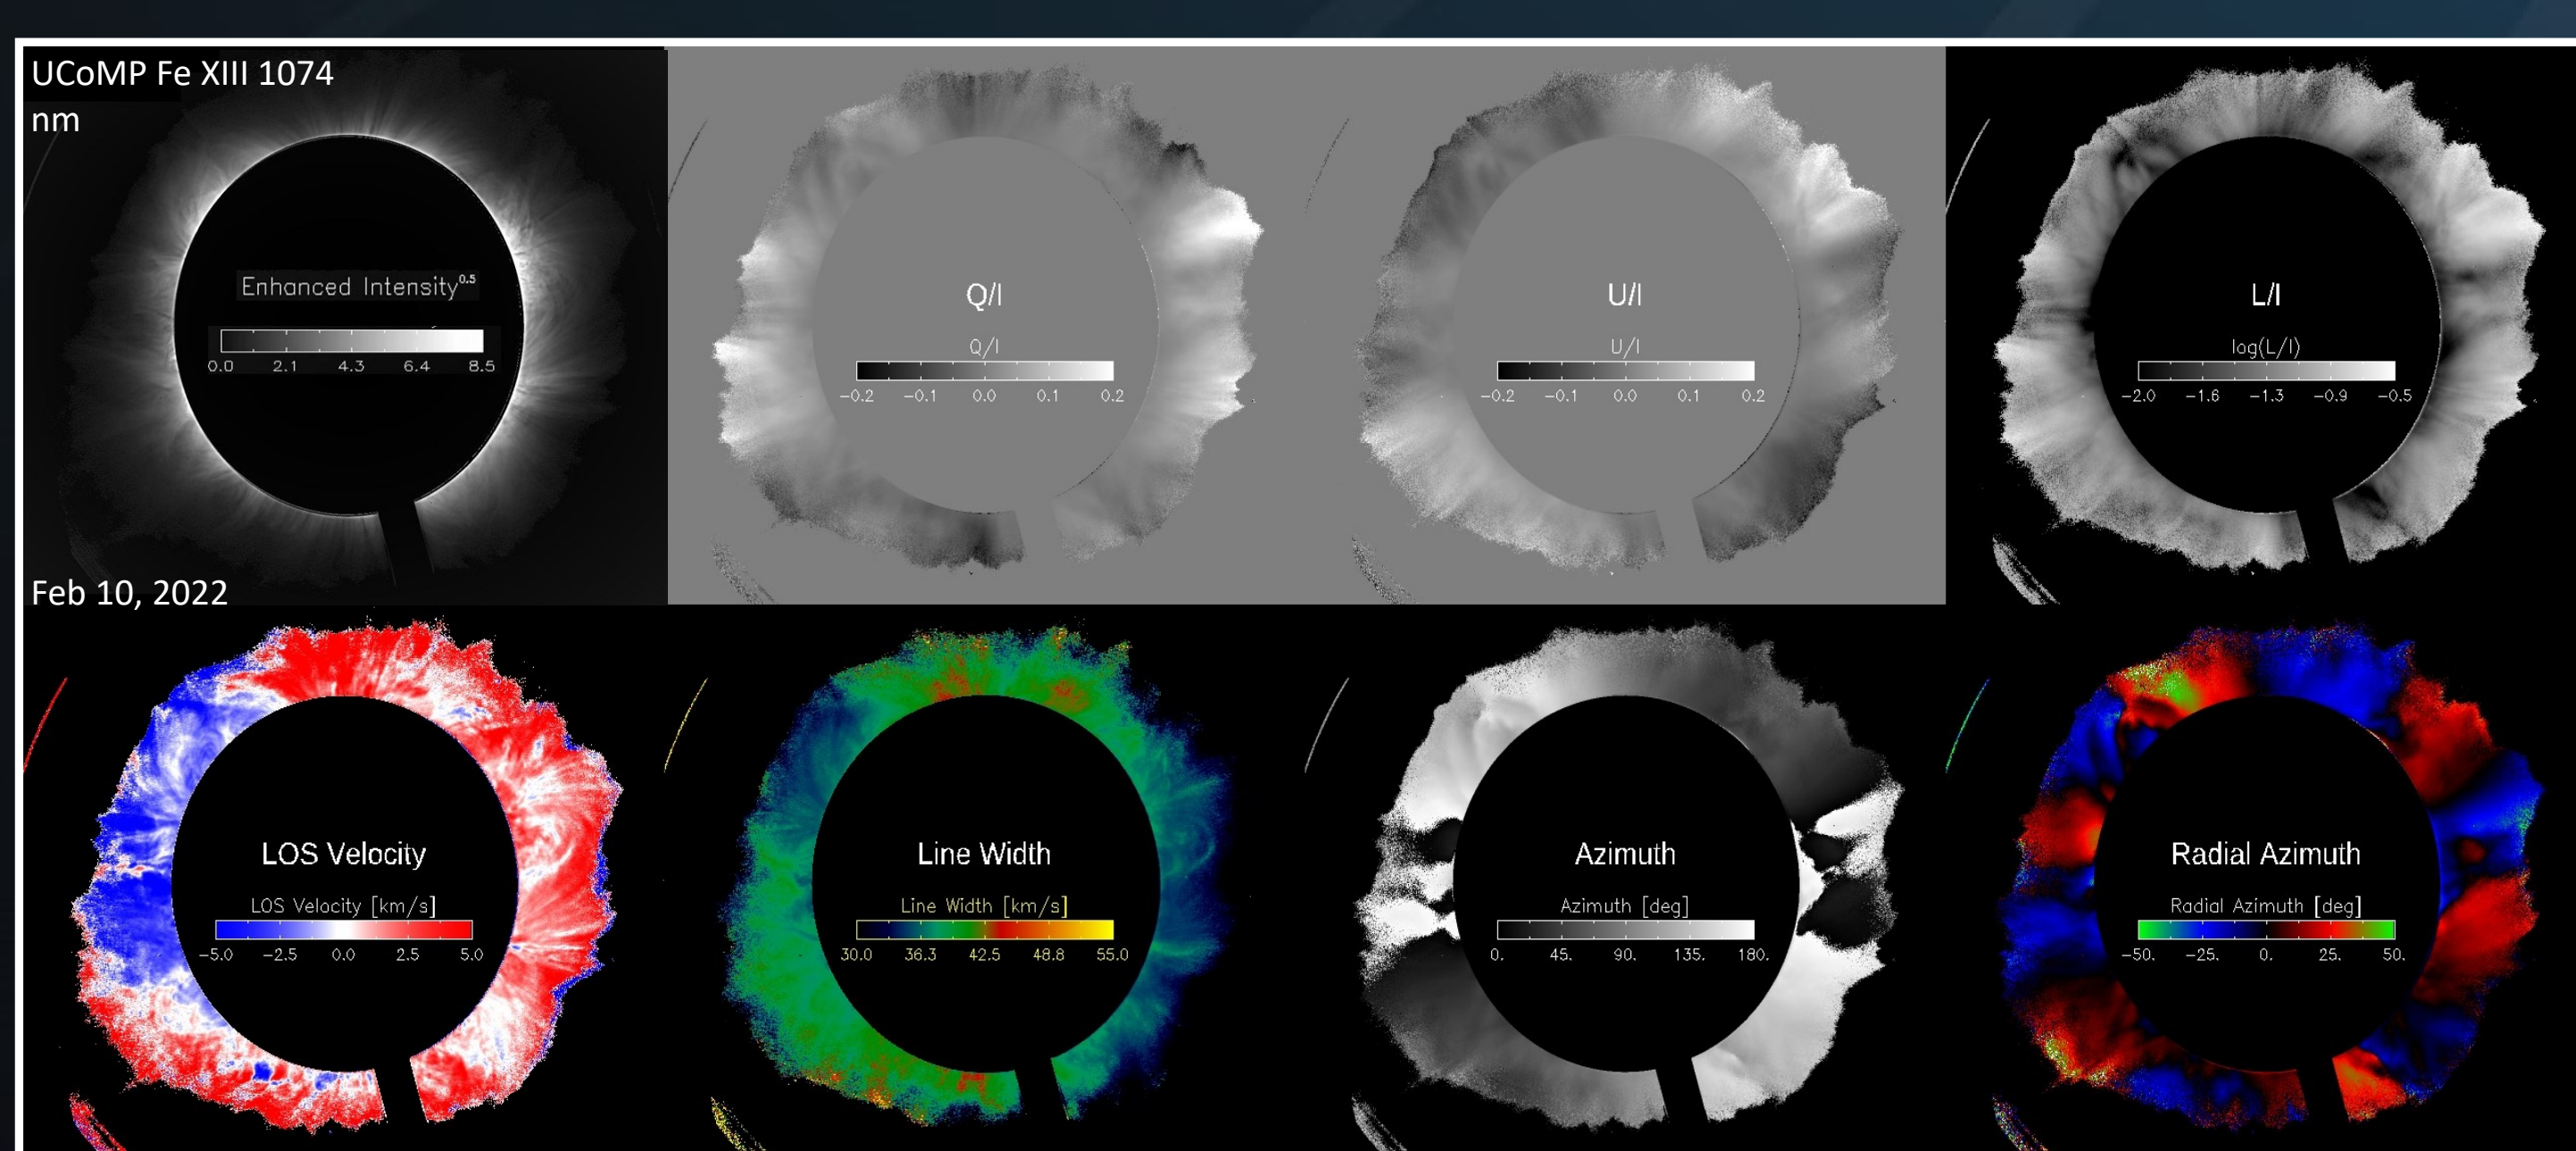 UCoMP Fe XIII 1074
nm
Enhanced Intensity^0.5
0.0 2.1 4.3 6.4 8.5
Q/I
Q/I
−0.2 −0.1 0.0 0.1 0.2
U/I
U/I
−0.2 −0.1 0.0 0.1 0.2
L/I
log(L/I)
−2.0 −1.6 −1.3 −0.9 −0.5
Feb 10, 2022
LOS Velocity
LOS Velocity [km/s]
−5.0 −2.5 0.0 2.5 5.0
Line Width
Line Width [km/s]
30.0 36.3 42.5 48.8 55.0
Azimuth
Azimuth [deg]
0. 45. 90. 135. 180.
Radial Azimuth
Radial Azimuth [deg]
−50. −25. 0. 25. 50.